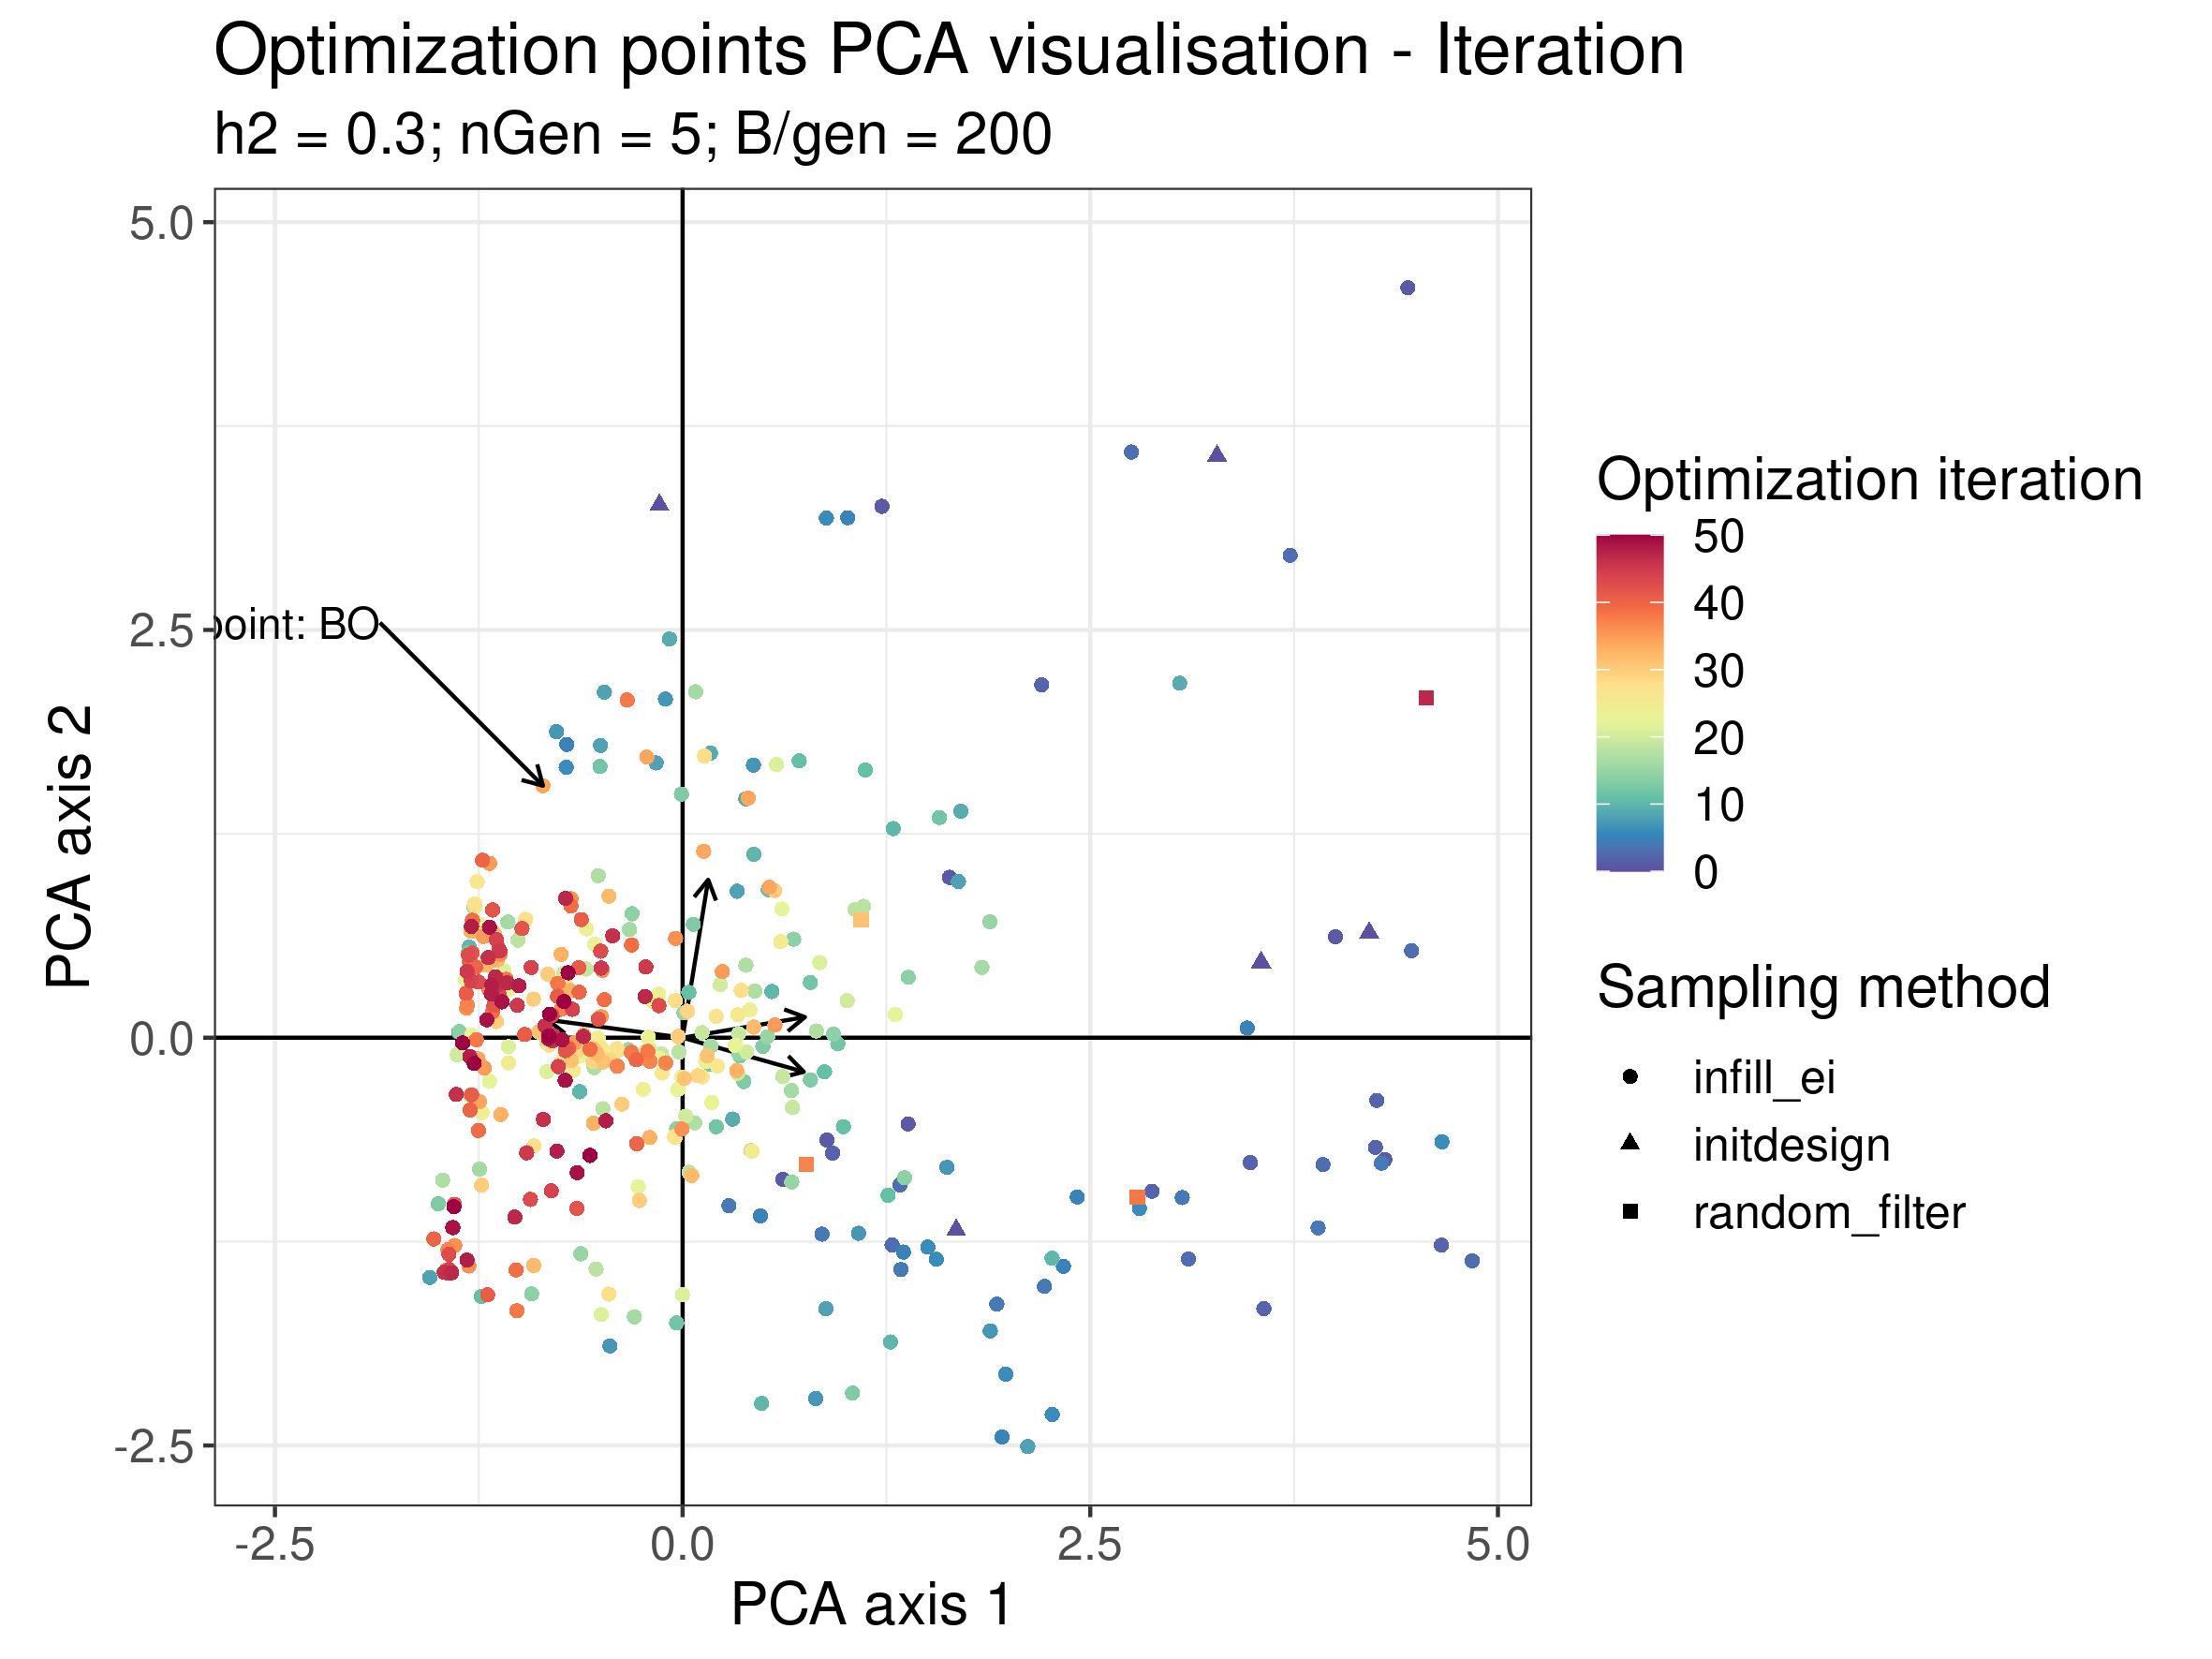 Optimization points PCA visualisation - Iteration
h2 = 0.3; nGen = 5; B/gen = 200
5.0
2.5
0.0
-2.5
PCA axis 2
point: BO
-2.5
0.0
2.5
5.0
PCA axis 1
Optimization iteration
50
40
30
20
10
0
Sampling method
infill_ei
initdesign
random_filter